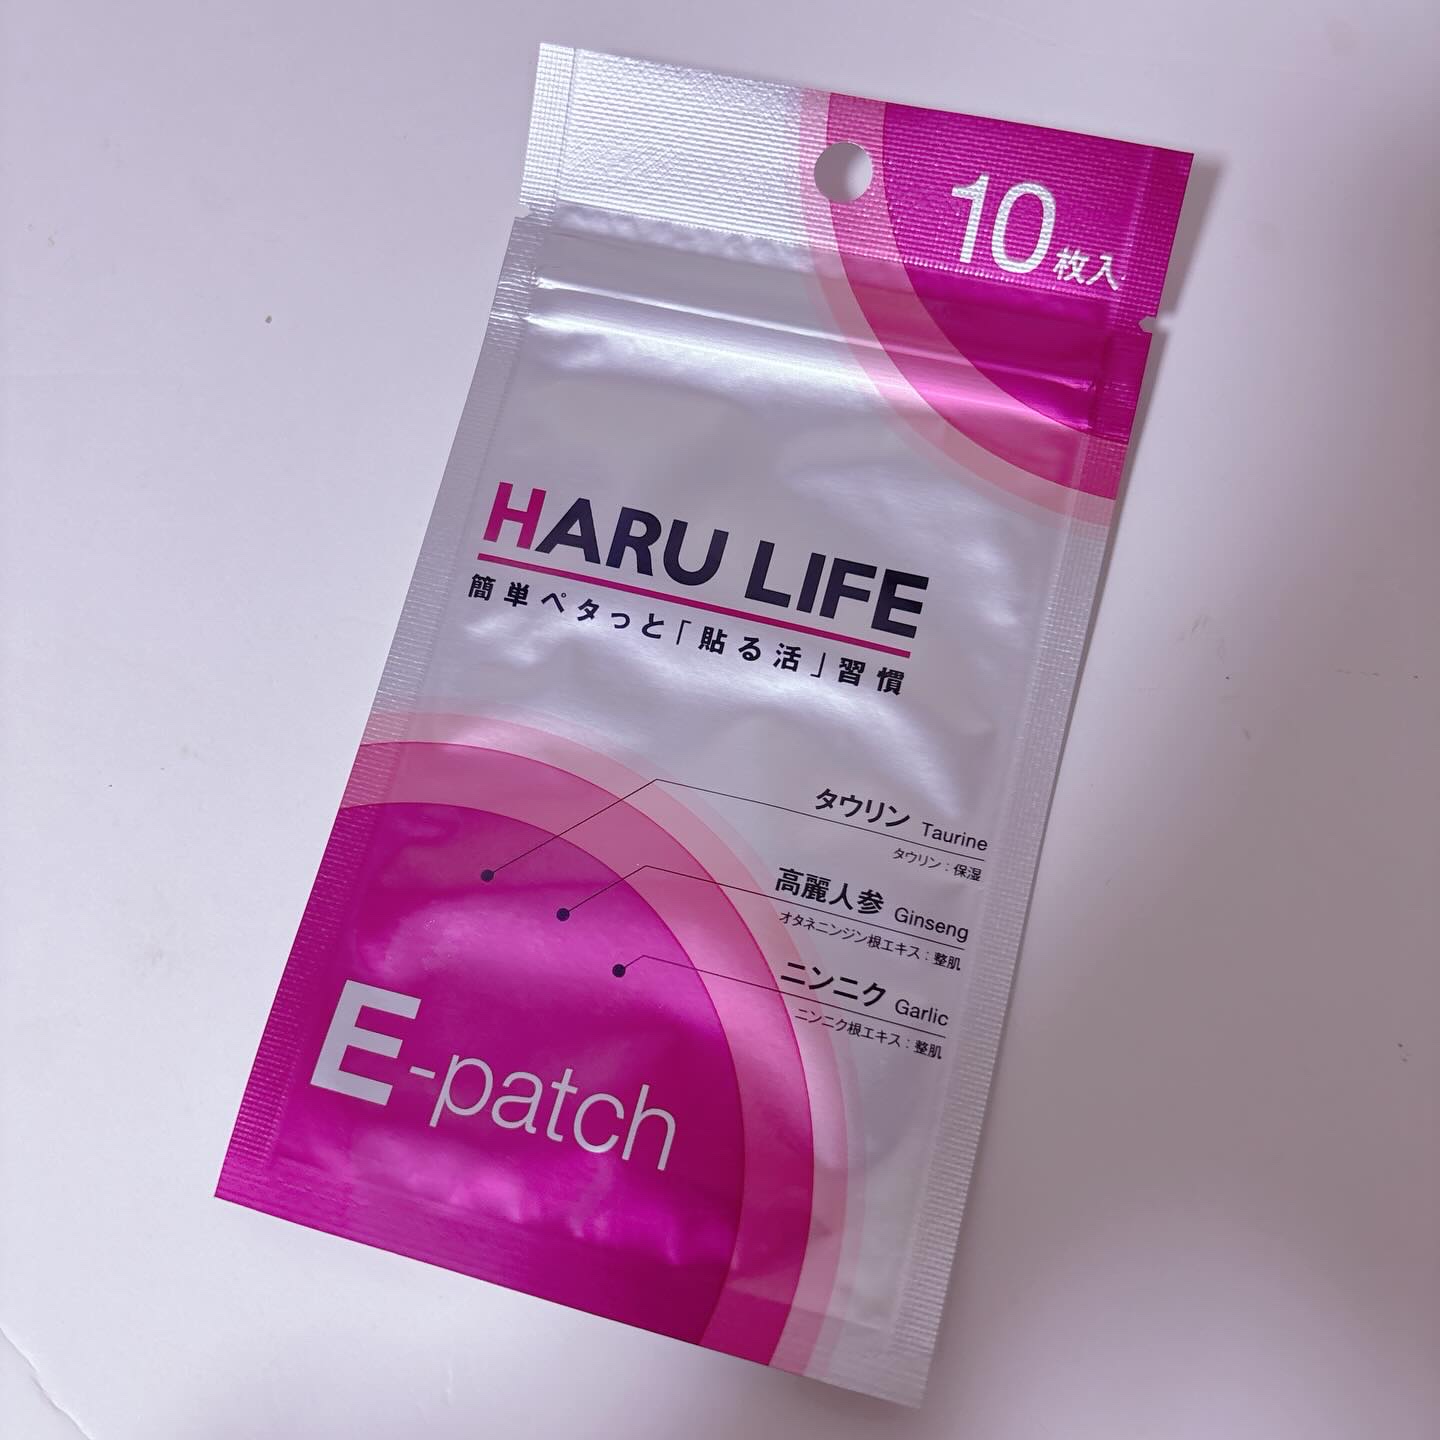 10枚入
HARU LIFE
簡単ペタっと「貼る活」習慣
タウリン Taurine
タウリン：保湿
高麗人参 Ginseng
オタネニンジン根エキス：整肌
ニンニク Garlic
ニンニク根エキス：整肌
E-patch